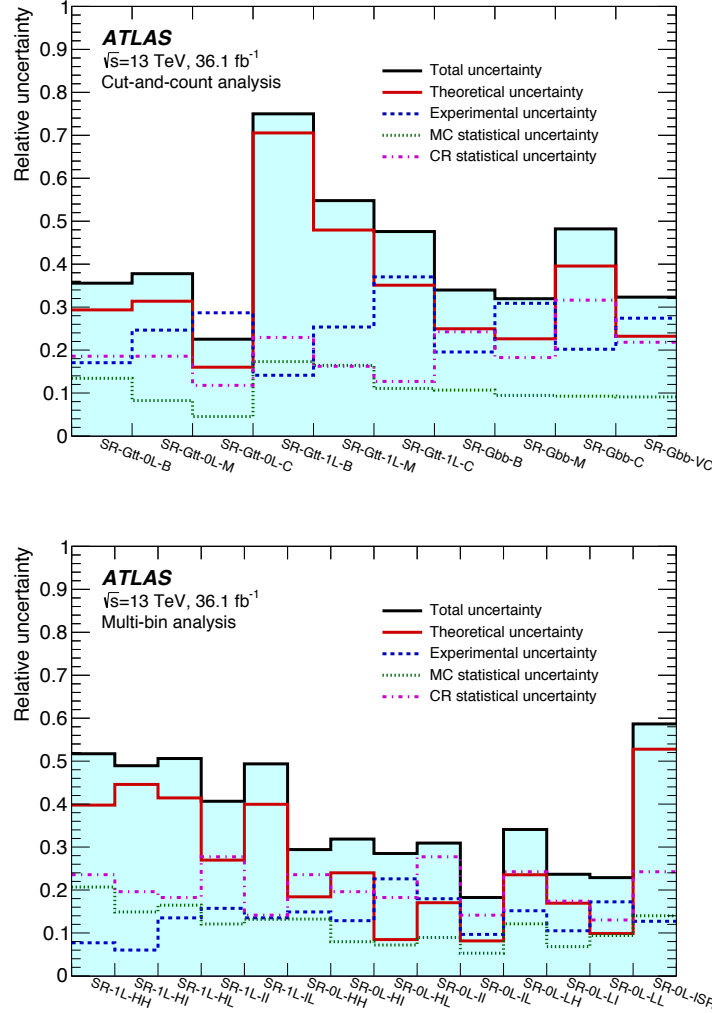 Relative uncertainty
1
0.9
0.8
0.7
0.6
0.5
0.4
0.3
0.2
0.1
0
ATLAS
√s=13 TeV, 36.1 fb⁻¹
Cut-and-count analysis
Total uncertainty
Theoretical uncertainty
Experimental uncertainty
MC statistical uncertainty
CR statistical uncertainty
SR-Gtt-0L-B
SR-Gtt-0L-M
SR-Gtt-0L-C
SR-Gtt-1L-B
SR-Gtt-1L-M
SR-Gtt-1L-C
SR-Gbb-B
SR-Gbb-M
SR-Gbb-C
SR-Gbb-VC
Relative uncertainty
1
0.9
0.8
0.7
0.6
0.5
0.4
0.3
0.2
0.1
0
ATLAS
√s=13 TeV, 36.1 fb⁻¹
Multi-bin analysis
Total uncertainty
Theoretical uncertainty
Experimental uncertainty
MC statistical uncertainty
CR statistical uncertainty
SR-1L-HH
SR-1L-HI
SR-1L-HL
SR-1L-II
SR-1L-IL
SR-0L-HH
SR-0L-HI
SR-0L-HL
SR-0L-II
SR-0L-IL
SR-0L-LH
SR-0L-LI
SR-0L-LL
SR-0L-ISR